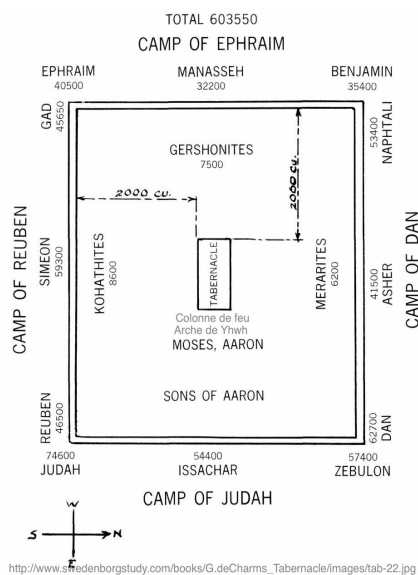 TOTAL 603550
CAMP OF EPHRAIM
EPHRAIM
40500
MANASSEH
32200
BENJAMIN
35400
GAD
45650
53400
NAPHTALI
GERSHONITES
7500
2000 CU.
2000 CU.
CAMP OF REUBEN
SIMEON
59300
KOHATHITES
8600
TABERNACLE
MERARITES
6200
41500
ASHER
CAMP OF DAN
Colonne de feu
Arche de Yhwh
MOSES, AARON
SONS OF AARON
REUBEN
46500
62700
DAN
74600
JUDAH
54400
ISSACHAR
57400
ZEBULON
CAMP OF JUDAH
W
S
N
E
http://www.swedenborgstudy.com/books/G.deCharms_Tabernacle/images/tab-22.jpg